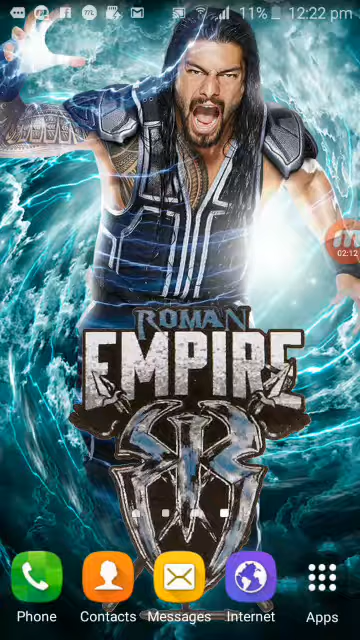 11% 12:22 pm
02:12
ROMAN
EMPIRE
Phone Contacts Messages Internet Apps